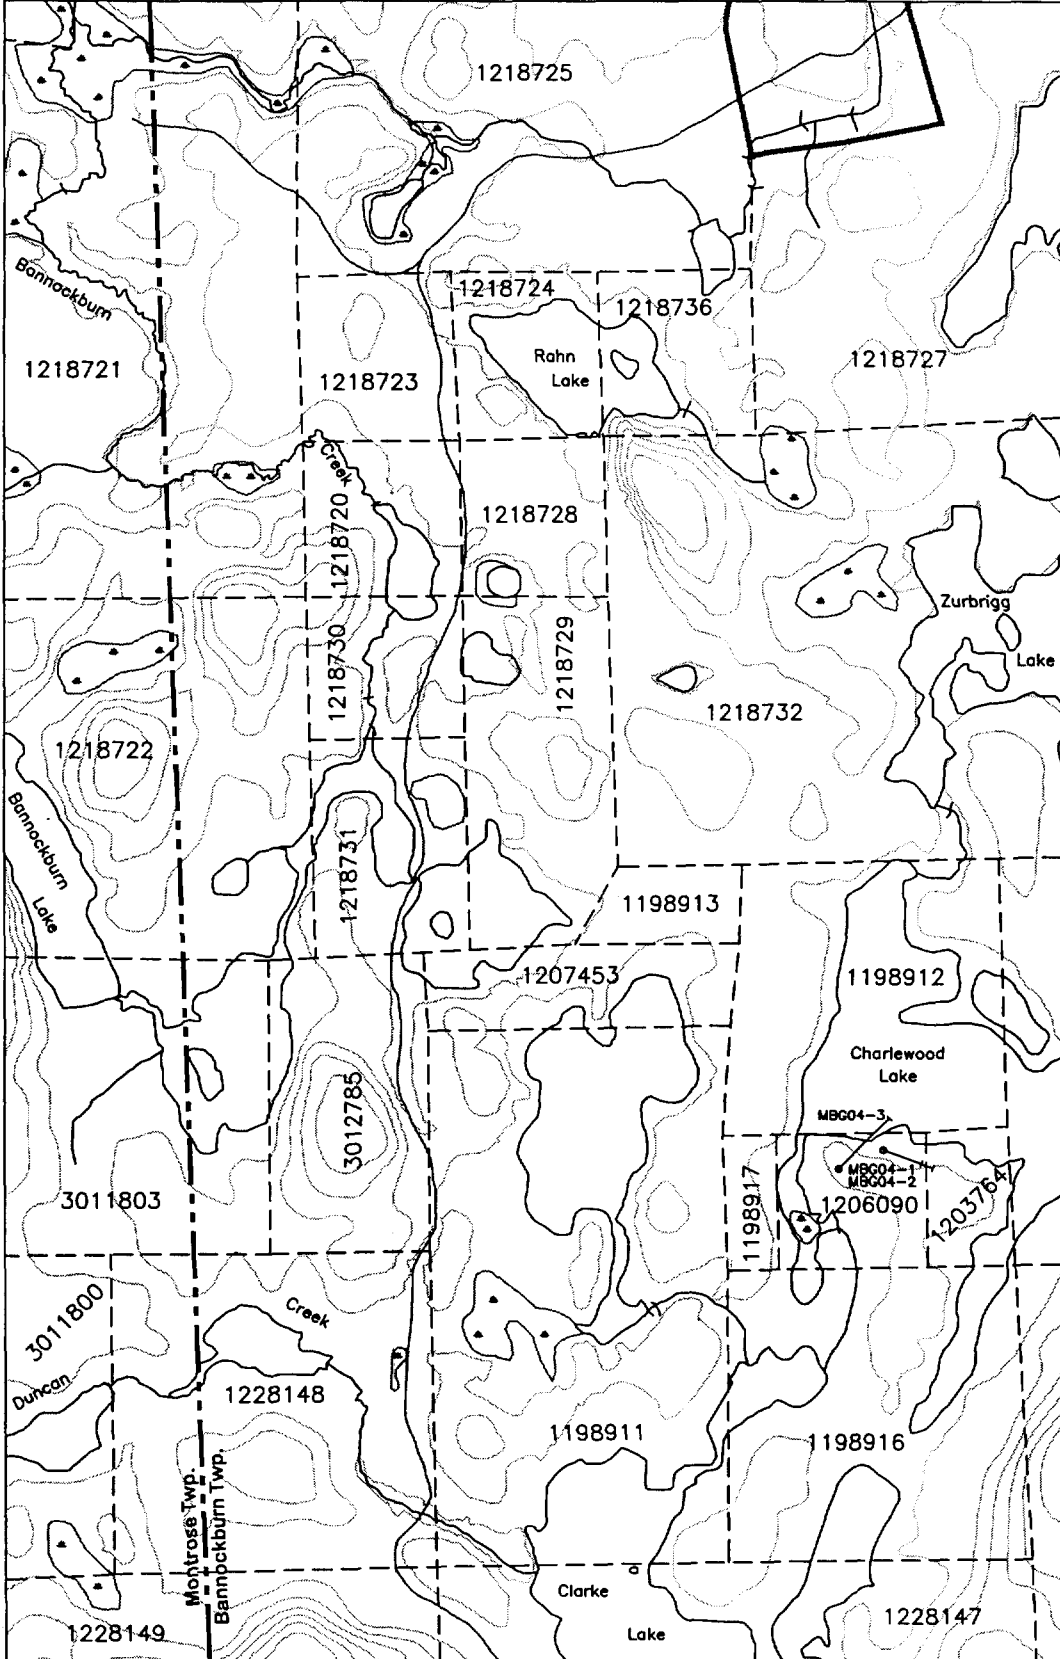 1218725
Bannockburn
1218724
1218736
1218721
1218723
Rahn
Lake
1218727
Creek
1218720
1218728
Zurbrigg
Lake
1218730
1218729
1218732
1218722
Bannockburn
Lake
1218731
1198913
1207453
1198912
Charlewood
Lake
3012785
MBG04-3
MBG04-1
MBG04-2
3011803
1198917
1206090
1203764
3011800
Creek
Duncan
1228148
1198911
1198916
Montrose Twp.
Bannockburn Twp.
Clarke
Lake
1228149
1228147